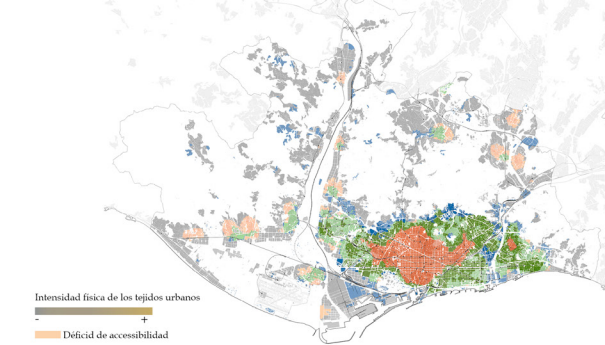 Intensidad física de los tejidos urbanos
- +
Déficid de accessibilidad